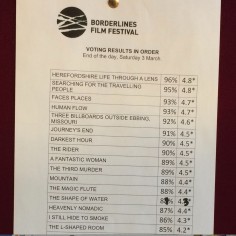 BORDERLINES
FILM FESTIVAL
VOTING RESULTS IN ORDER
End of the day, Saturday 3 March
HEREFORDSHIRE LIFE THROUGH A LENS 96% 4.8*
SEARCHING FOR THE TRAVELLING PEOPLE 95% 4.8*
FACES PLACES 93% 4.7*
HUMAN FLOW 93% 4.7*
THREE BILLBOARDS OUTSIDE EBBING, MISSOURI 92% 4.6*
JOURNEY'S END 91% 4.5*
DARKEST HOUR 90% 4.5*
THE RIDER 90% 4.5*
A FANTASTIC WOMAN 89% 4.5*
THE THIRD MURDER 89% 4.5*
MOUNTAIN 88% 4.4*
THE MAGIC FLUTE 88% 4.4*
THE SHAPE OF WATER
HEAVENLY NOMADIC 87% 4.4*
I STILL HIDE TO SMOKE 86% 4.3*
THE L-SHAPED ROOM 85% 4.2*